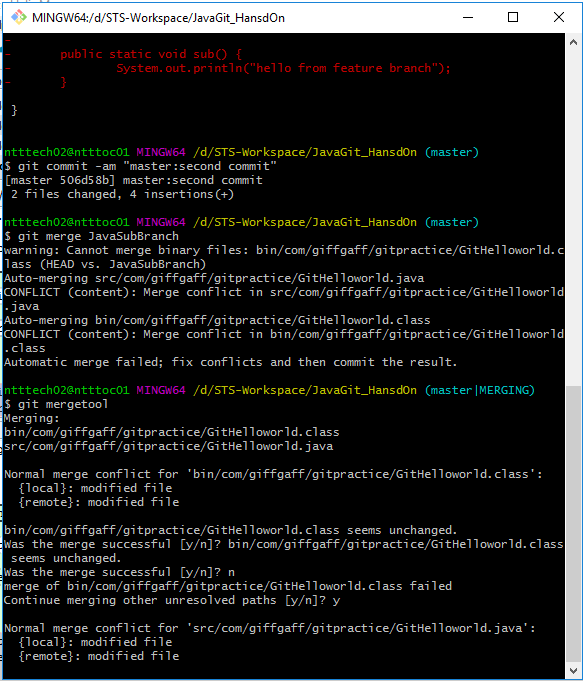 MINGW64:/d/STS-Workspace/JavaGit_HansdOn
-
-       public static void sub() {
-               System.out.println("hello from feature branch");
-       }

 }

ntttech02@ntttoc01 MINGW64 /d/STS-Workspace/JavaGit_HansdOn (master)
$ git commit -am "master:second commit"
[master 506d58b] master:second commit
 2 files changed, 4 insertions(+)

ntttech02@ntttoc01 MINGW64 /d/STS-Workspace/JavaGit_HansdOn (master)
$ git merge JavaSubBranch
warning: Cannot merge binary files: bin/com/giffgaff/gitpractice/GitHelloworld.c
lass (HEAD vs. JavaSubBranch)
Auto-merging src/com/giffgaff/gitpractice/GitHelloworld.java
CONFLICT (content): Merge conflict in src/com/giffgaff/gitpractice/GitHelloworld
.java
Auto-merging bin/com/giffgaff/gitpractice/GitHelloworld.class
CONFLICT (content): Merge conflict in bin/com/giffgaff/gitpractice/GitHelloworld
.class
Automatic merge failed; fix conflicts and then commit the result.

ntttech02@ntttoc01 MINGW64 /d/STS-Workspace/JavaGit_HansdOn (master|MERGING)
$ git mergetool
Merging:
bin/com/giffgaff/gitpractice/GitHelloworld.class
src/com/giffgaff/gitpractice/GitHelloworld.java

Normal merge conflict for 'bin/com/giffgaff/gitpractice/GitHelloworld.class':
  {local}: modified file
  {remote}: modified file

bin/com/giffgaff/gitpractice/GitHelloworld.class seems unchanged.
Was the merge successful [y/n]? bin/com/giffgaff/gitpractice/GitHelloworld.class
 seems unchanged.
Was the merge successful [y/n]? n
merge of bin/com/giffgaff/gitpractice/GitHelloworld.class failed
Continue merging other unresolved paths [y/n]? y

Normal merge conflict for 'src/com/giffgaff/gitpractice/GitHelloworld.java':
  {local}: modified file
  {remote}: modified file